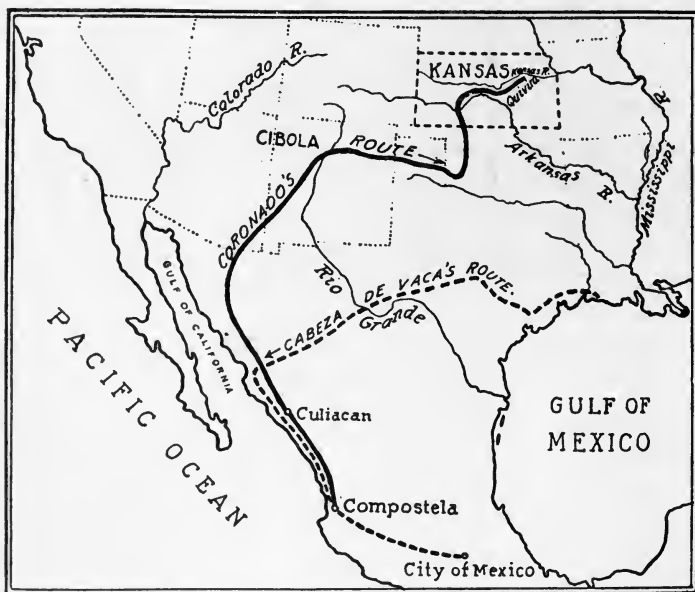 Colorado R.
KANSAS
Kansas R.
Quivira
CIBOLA
ROUTE
Arkansas R.
Mississippi R.
CORONADO'S
GULF OF CALIFORNIA
Rio Grande
CABEZA DE VACA'S ROUTE.
PACIFIC OCEAN
Culiacan
GULF OF
MEXICO
Compostela
City of Mexico